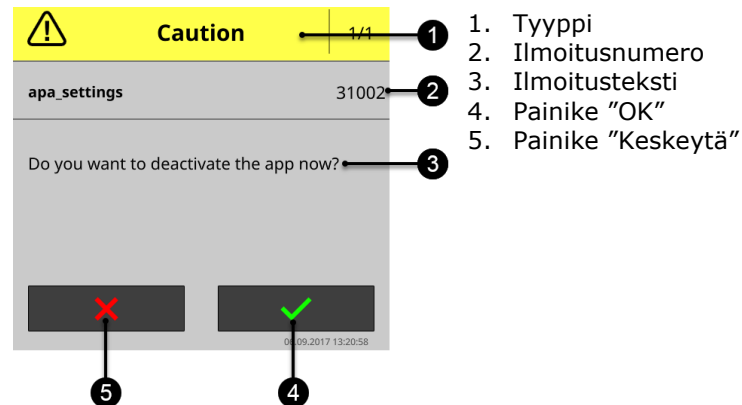 Caution 1/1
apa_settings 31002
Do you want to deactivate the app now?
.09.2017 13:20:58
1
2
3
4
5
1. Tyyppi
2. Ilmoitusnumero
3. Ilmoitusteksti
4. Painike ”OK”
5. Painike ”Keskeytä”